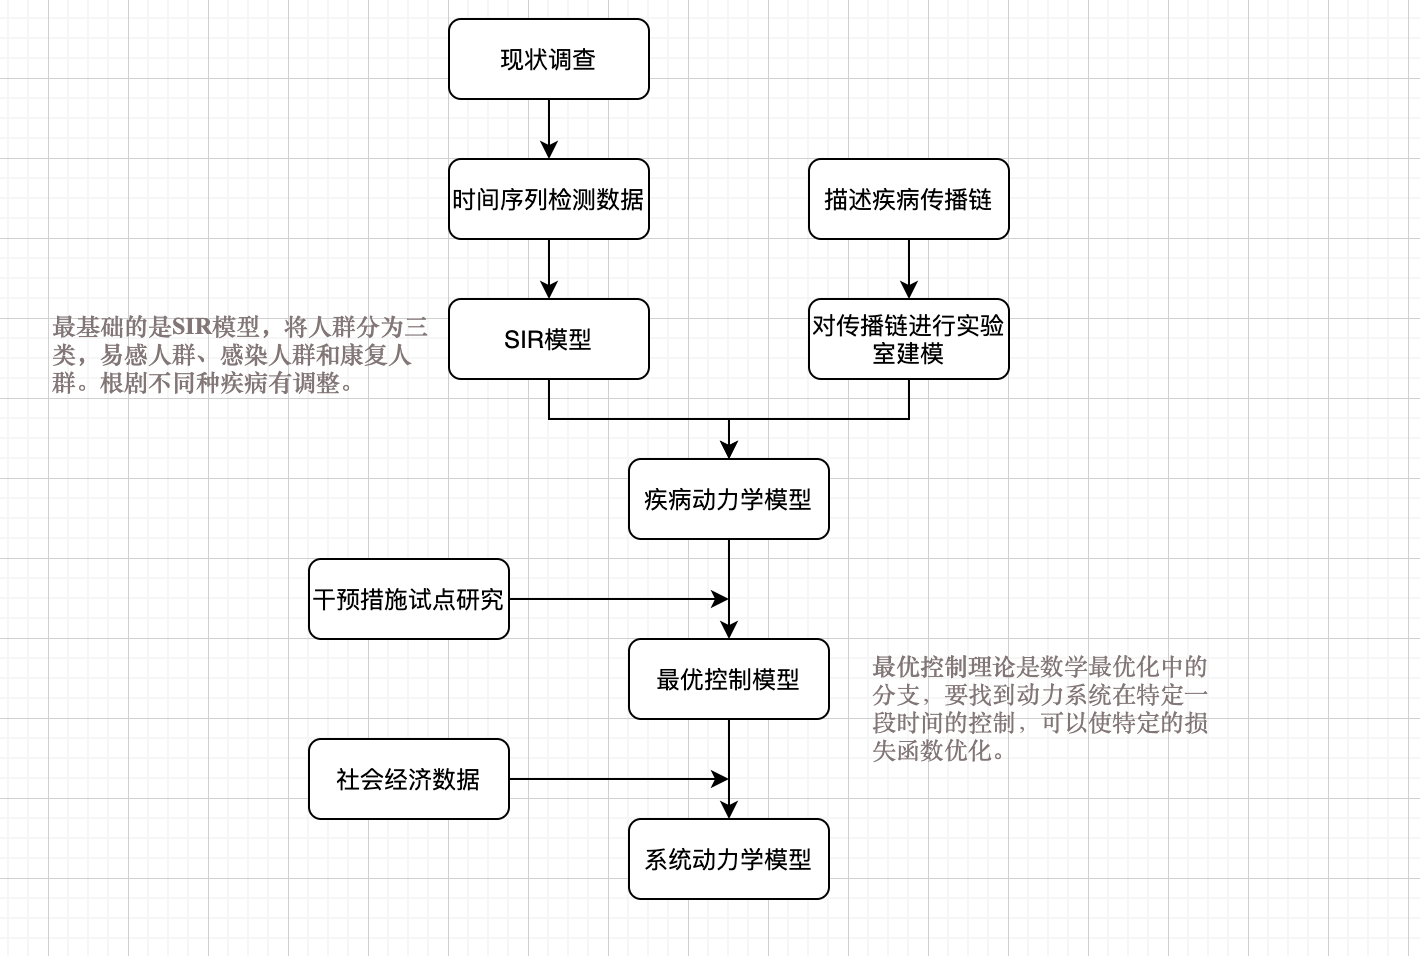 现状调查
时间序列检测数据
描述疾病传播链
最基础的是SIR模型，将人群分为三
类，易感人群、感染人群和康复人
群。根剧不同种疾病有调整。
SIR模型
对传播链进行实验
室建模
疾病动力学模型
干预措施试点研究
最优控制模型
最优控制理论是数学最优化中的
分支，要找到动力系统在特定一
段时间的控制，可以使特定的损
失函数优化。
社会经济数据
系统动力学模型